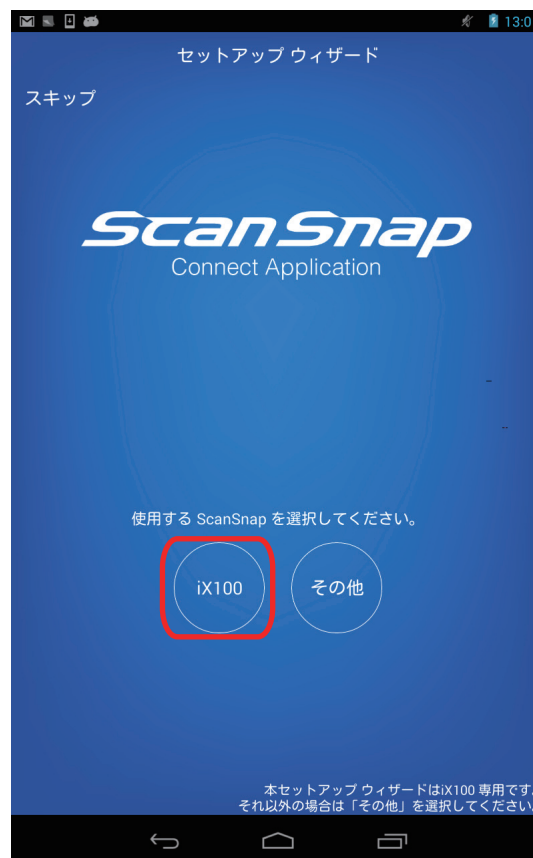 13:0
セットアップ ウィザード
スキップ
ScanSnap
Connect Application
使用する ScanSnap を選択してください。
iX100
その他
本セットアップ ウィザードはiX100 専用です。
それ以外の場合は「その他」を選択してください。